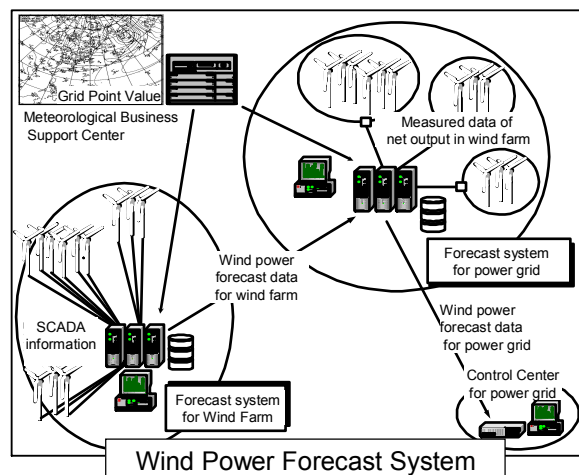 Grid Point Value
Meteorological Business
Support Center
Measured data of
net output in wind farm
Forecast system
for power grid
Wind power
forecast data
for wind farm
SCADA
information
Wind power
forecast data
for power grid
Control Center
for power grid
Forecast system
for Wind Farm
Wind Power Forecast System